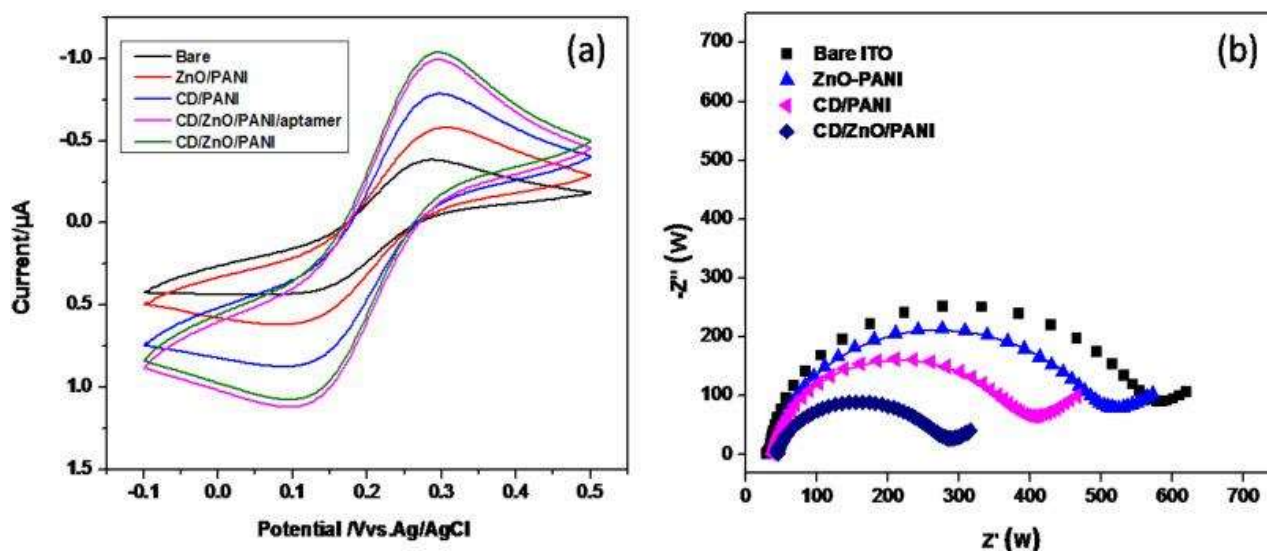 (a)
Bare
ZnO/PANI
CD/PANI
CD/ZnO/PANI/aptamer
CD/ZnO/PANI
-1.0
-0.5
0.0
0.5
1.0
1.5
Current/µA
-0.1 0.0 0.1 0.2 0.3 0.4 0.5
Potential /Vvs.Ag/AgCl
(b)
Bare ITO
ZnO-PANI
CD/PANI
CD/ZnO/PANI
700
600
500
400
300
200
100
0
-Z" (w)
0 100 200 300 400 500 600 700
Z' (w)